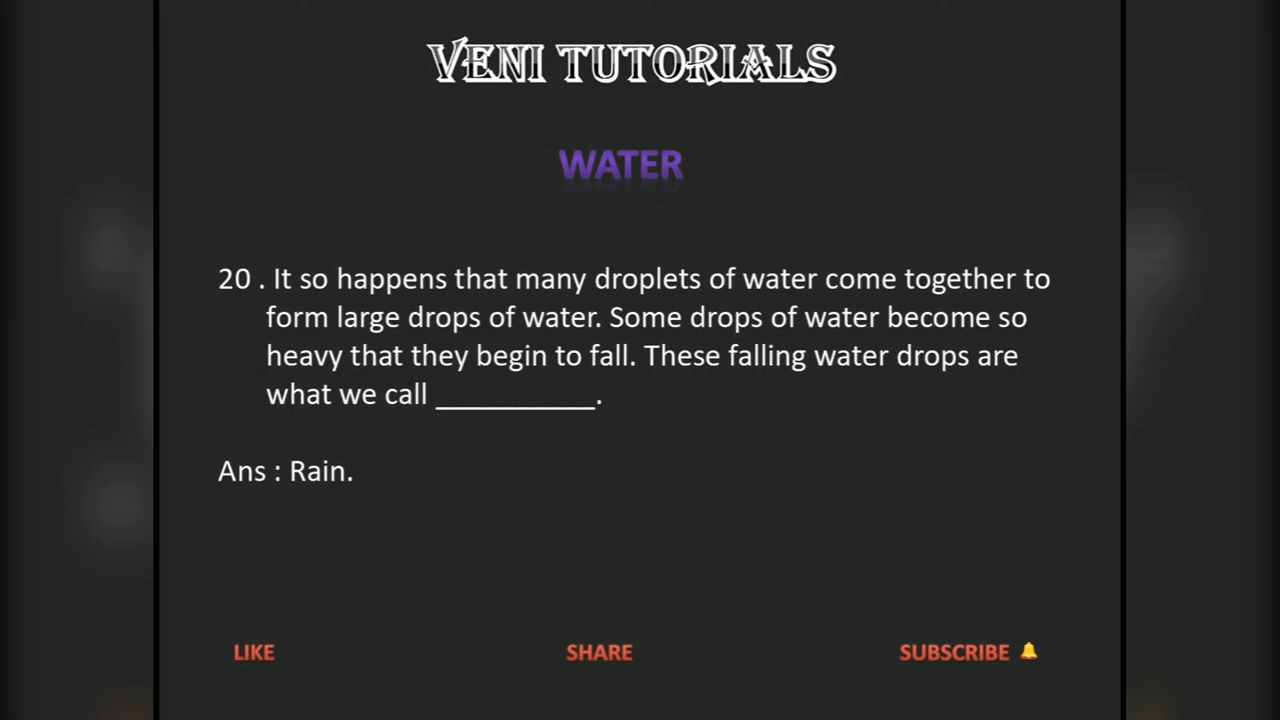 VENI TUTORIALS
WATER
20 . It so happens that many droplets of water come together to
form large drops of water. Some drops of water become so
heavy that they begin to fall. These falling water drops are
what we call __________.
Ans : Rain.
LIKE SHARE SUBSCRIBE 🔔